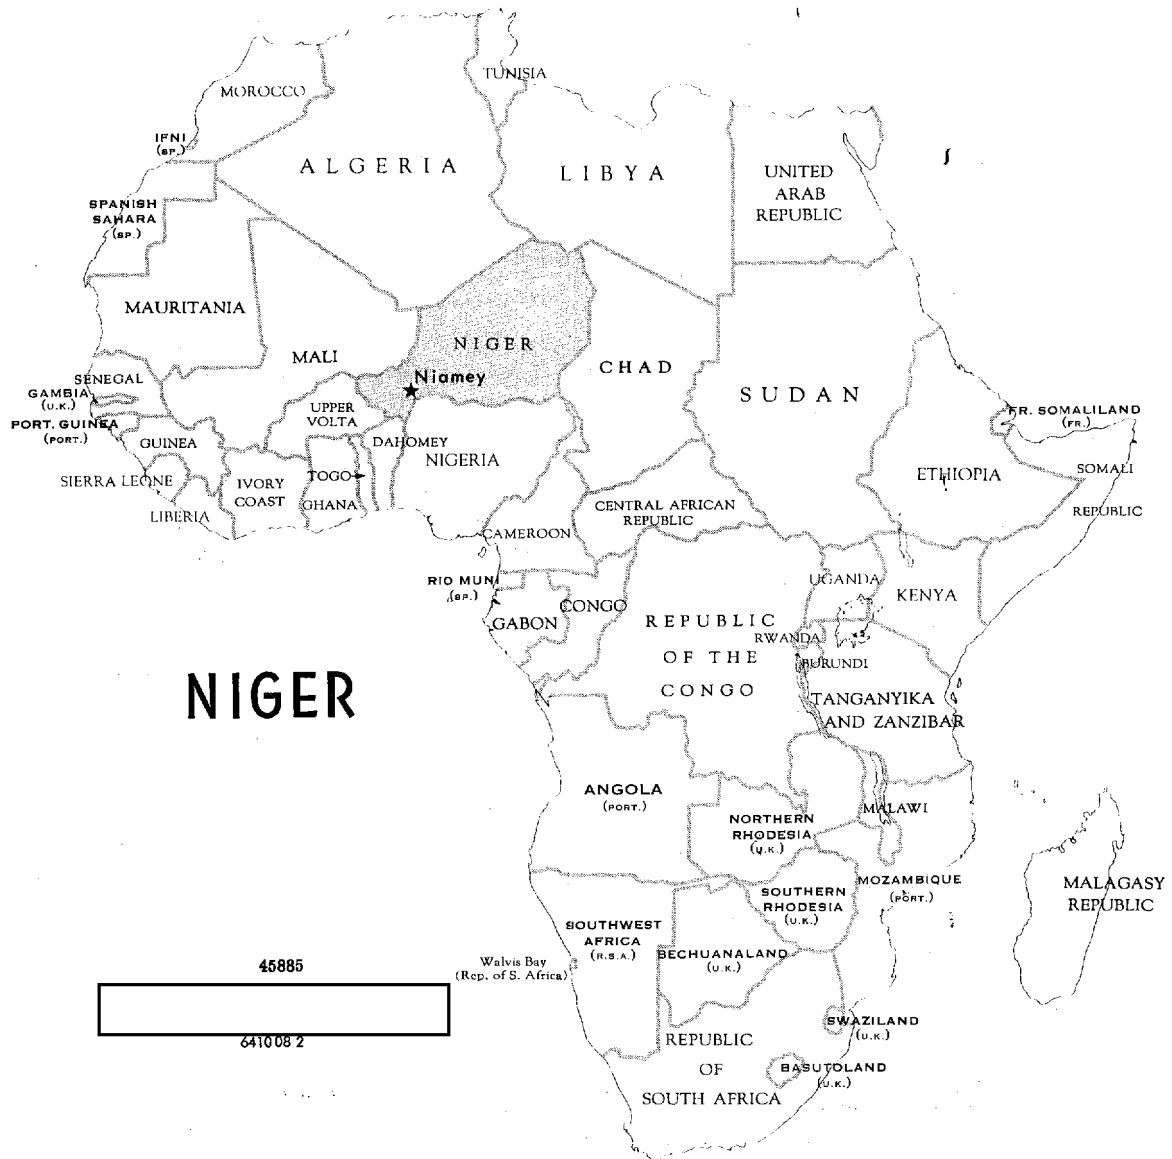 TUNISIA
MOROCCO
IFNI
(SP.)
ALGERIA
LIBYA
UNITED
ARAB
REPUBLIC
SPANISH
SAHARA
(SP.)
MAURITANIA
MALI
NIGER
Niamey
CHAD
SUDAN
SENEGAL
GAMBIA
(U.K.)
PORT. GUINEA
(PORT.)
GUINEA
SIERRA LEONE
LIBERIA
IVORY
COAST
UPPER
VOLTA
TOGO
GHANA
DAHOMEY
NIGERIA
FR. SOMALILAND
(FR.)
ETHIOPIA
SOMALI
REPUBLIC
CENTRAL AFRICAN
REPUBLIC
CAMEROON
RIO MUNI
(SP.)
GABON
CONGO
REPUBLIC
OF THE
CONGO
UGANDA
KENYA
RWANDA
BURUNDI
TANGANYIKA
AND ZANZIBAR
NIGER
ANGOLA
(PORT.)
NORTHERN
RHODESIA
(U.K.)
MALAWI
MOZAMBIQUE
(PORT.)
MALAGASY
REPUBLIC
SOUTHERN
RHODESIA
(U.K.)
SOUTHWEST
AFRICA
(R.S.A.)
BECHUANALAND
(U.K.)
Walvis Bay
(Rep. of S. Africa)
45885
641008 2
SWAZILAND
(U.K.)
BASUTOLAND
(U.K.)
REPUBLIC
OF
SOUTH AFRICA